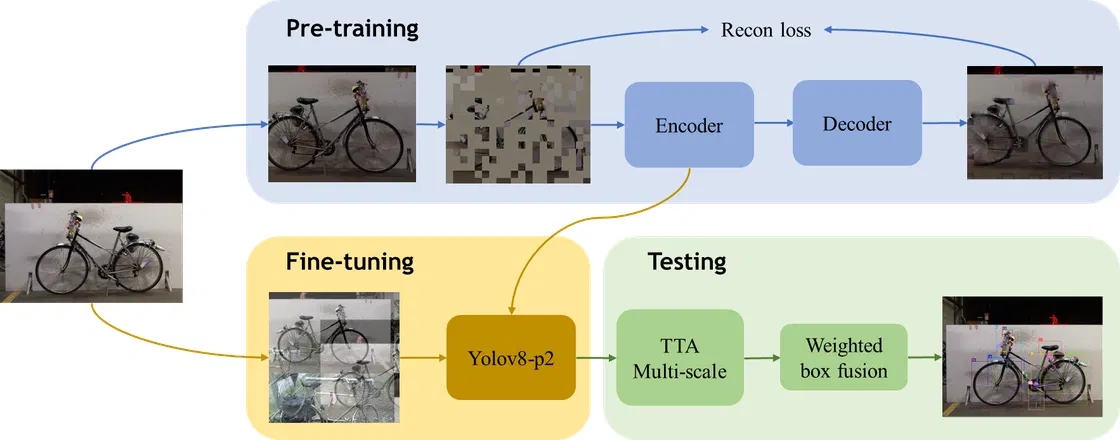 Pre-training
Recon loss
Encoder
Decoder
Fine-tuning
Yolov8-p2
Testing
TTA
Multi-scale
Weighted
box fusion